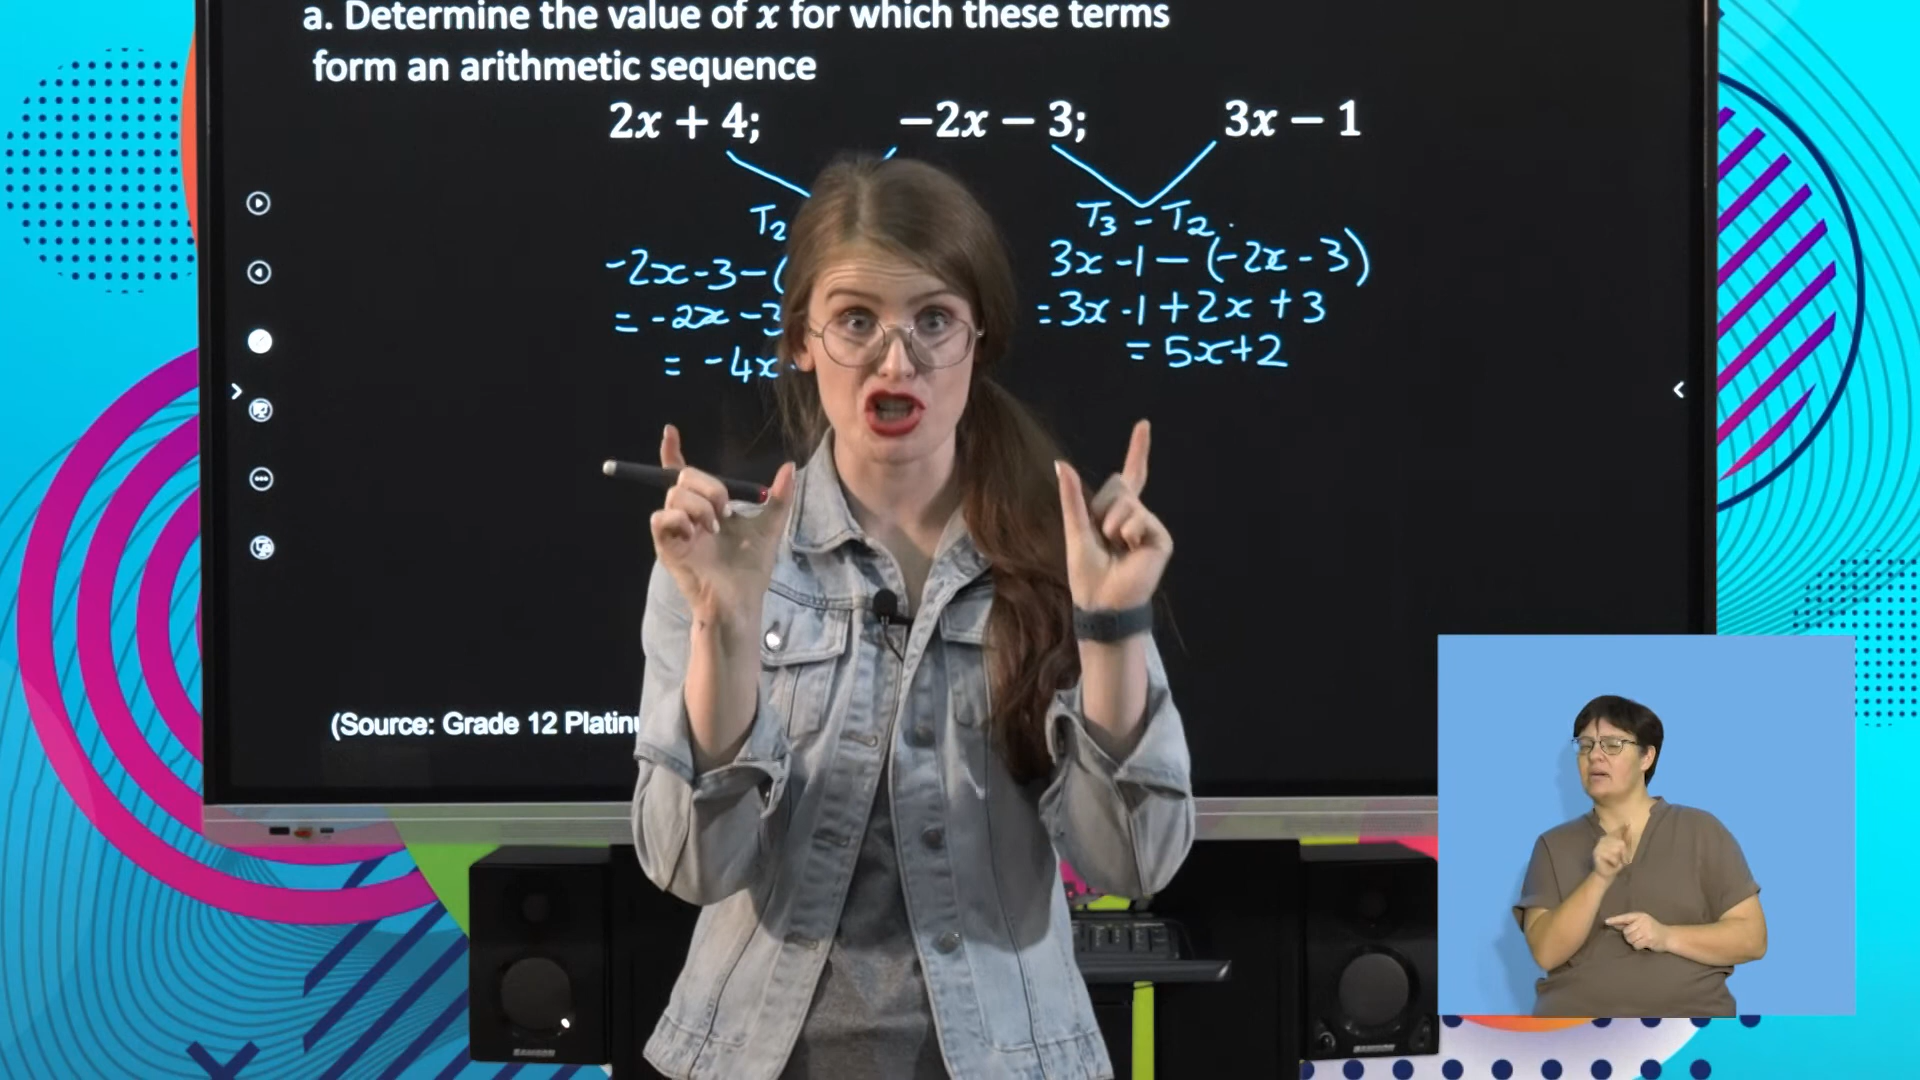 a. Determine the value of x for which these terms
form an arithmetic sequence
2x + 4; −2x − 3; 3x − 1
T₂ T₃ - T₂.
-2x-3-( 3x-1-(-2x-3)
= -2x-3 =3x-1+2x+3
= -4x = 5x+2
(Source: Grade 12
SAMSON SAMSON